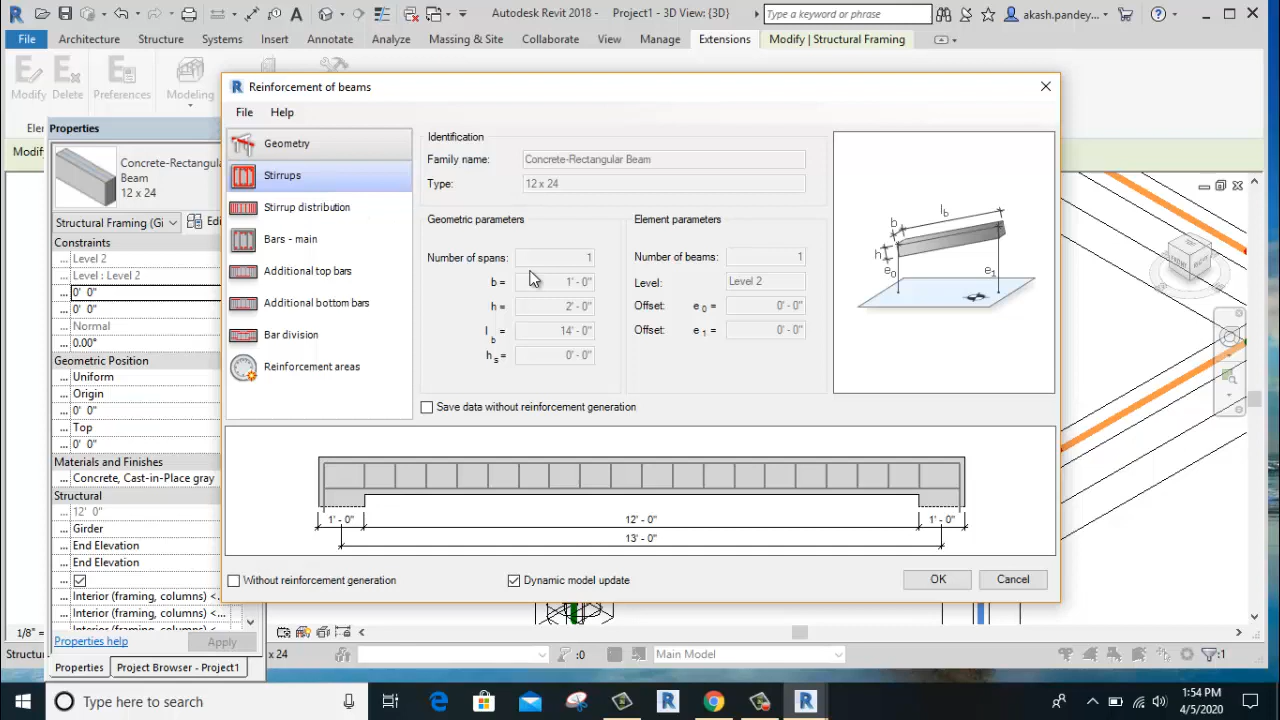 Autodesk Revit 2018 - Project1 - 3D View: {3D}
Type a keyword or phrase
akash.pandey...
File Architecture Structure Systems Insert Annotate Analyze Massing & Site Collaborate View Manage Extensions Modify | Structural Framing
Modify Delete Preferences Modeling
Properties
Concrete-Rectangula
Beam
12 x 24
Structural Framing (Gi
Constraints
Level 2
Level : Level 2
0' 0"
0' 0"
Normal
0.00°
Geometric Position
Uniform
Origin
0' 0"
Top
0' 0"
Materials and Finishes
Concrete, Cast-in-Place gray
Structural
12' 0"
Girder
End Elevation
End Elevation
Interior (framing, columns) <...
Interior (framing, columns) <...
Properties help Apply
Properties Project Browser - Project1
Reinforcement of beams
File Help
Geometry
Stirrups
Stirrup distribution
Bars - main
Additional top bars
Additional bottom bars
Bar division
Reinforcement areas
Identification
Family name: Concrete-Rectangular Beam
Type: 12 x 24
Geometric parameters
Number of spans: 1
b = 1' - 0"
h = 2' - 0"
l b = 14' - 0"
h s = 0' - 0"
Element parameters
Number of beams: 1
Level: Level 2
Offset: e 0 = 0' - 0"
Offset: e 1 = 0' - 0"
Save data without reinforcement generation
lb
b
h
e0
e1
1' - 0" 12' - 0" 1' - 0"
13' - 0"
Without reinforcement generation Dynamic model update OK Cancel
1/8" =
x 24 :0 Main Model :1
Type here to search
1:54 PM
4/5/2020